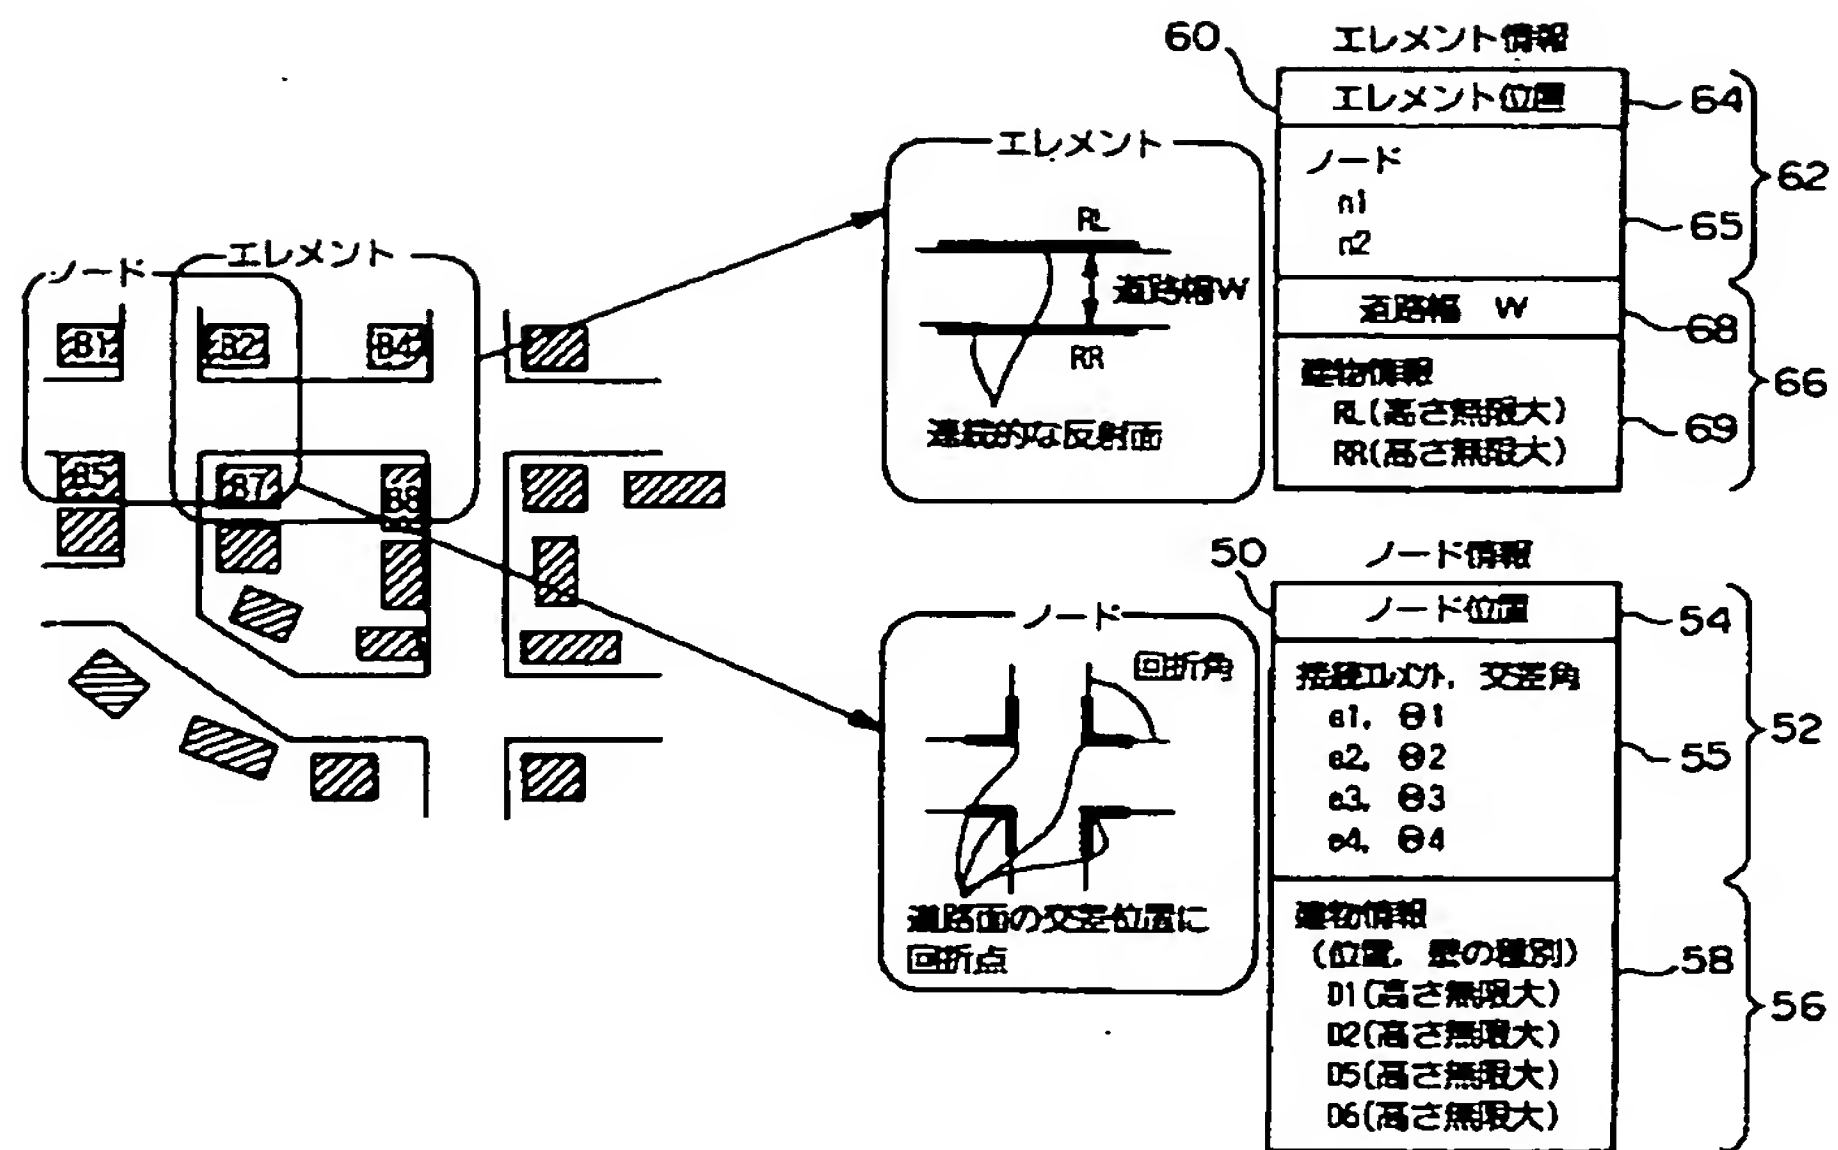 ノード
エレメント
B1
B2
B4
B5
B7
B8
エレメント
RL
道路幅W
RR
連続的な反射面
60
エレメント情報
エレメント位置
64
ノード
n1
n2
65
62
道路幅 W
68
建物情報
RL(高さ無限大)
RR(高さ無限大)
69
66
ノード
回折角
道路面の交差位置に
回折点
50
ノード情報
ノード位置
54
接続エレメント, 交差角
e1, Θ1
e2, Θ2
e3, Θ3
e4, Θ4
55
52
建物情報
(位置, 壁の種別)
D1(高さ無限大)
D2(高さ無限大)
D5(高さ無限大)
D6(高さ無限大)
58
56